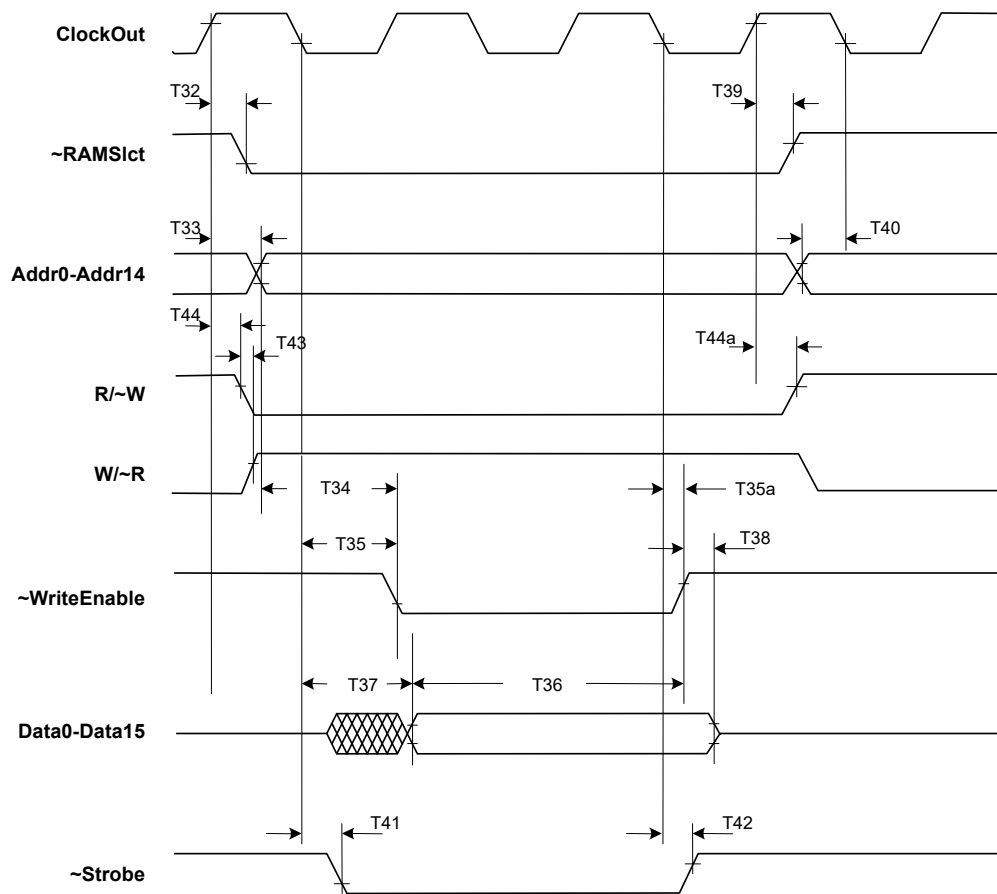 ClockOut
T32
T39
~RAMSlct
T33
T40
Addr0-Addr14
T44
T43
T44a
R/~W
W/~R
T34
T35a
T35
T38
~WriteEnable
T37
T36
Data0-Data15
T41
T42
~Strobe